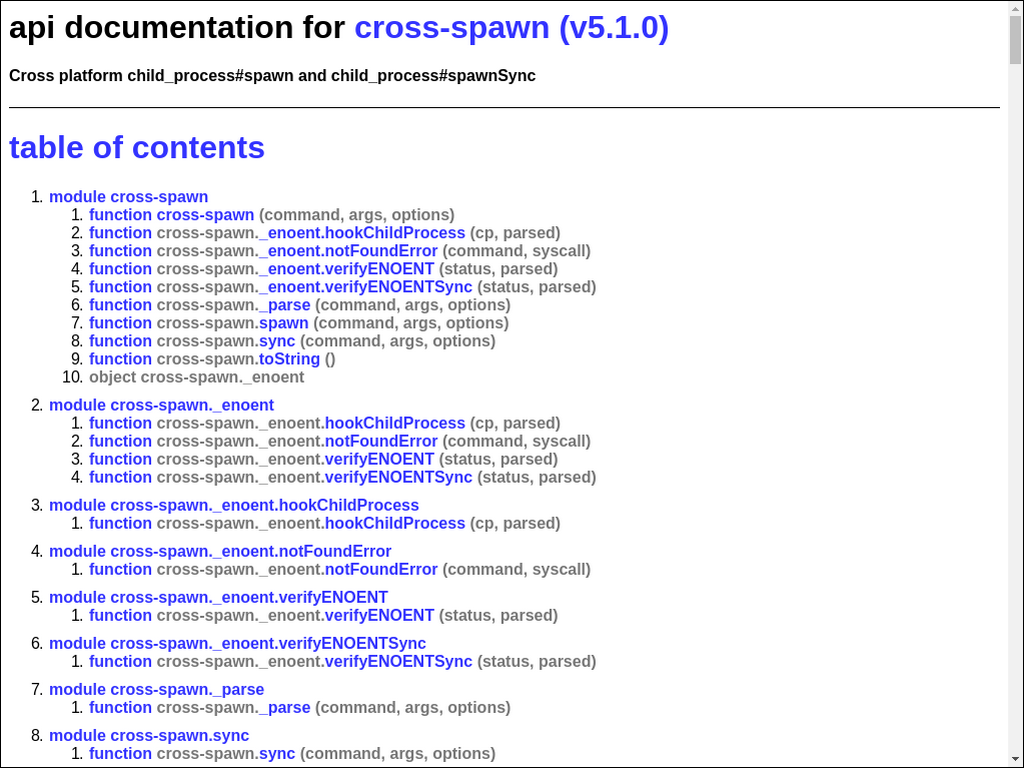 api documentation for cross-spawn (v5.1.0)
Cross platform child_process#spawn and child_process#spawnSync
table of contents
1. module cross-spawn
1. function cross-spawn (command, args, options)
2. function cross-spawn._enoent.hookChildProcess (cp, parsed)
3. function cross-spawn._enoent.notFoundError (command, syscall)
4. function cross-spawn._enoent.verifyENOENT (status, parsed)
5. function cross-spawn._enoent.verifyENOENTSync (status, parsed)
6. function cross-spawn._parse (command, args, options)
7. function cross-spawn.spawn (command, args, options)
8. function cross-spawn.sync (command, args, options)
9. function cross-spawn.toString ()
10. object cross-spawn._enoent
2. module cross-spawn._enoent
1. function cross-spawn._enoent.hookChildProcess (cp, parsed)
2. function cross-spawn._enoent.notFoundError (command, syscall)
3. function cross-spawn._enoent.verifyENOENT (status, parsed)
4. function cross-spawn._enoent.verifyENOENTSync (status, parsed)
3. module cross-spawn._enoent.hookChildProcess
1. function cross-spawn._enoent.hookChildProcess (cp, parsed)
4. module cross-spawn._enoent.notFoundError
1. function cross-spawn._enoent.notFoundError (command, syscall)
5. module cross-spawn._enoent.verifyENOENT
1. function cross-spawn._enoent.verifyENOENT (status, parsed)
6. module cross-spawn._enoent.verifyENOENTSync
1. function cross-spawn._enoent.verifyENOENTSync (status, parsed)
7. module cross-spawn._parse
1. function cross-spawn._parse (command, args, options)
8. module cross-spawn.sync
1. function cross-spawn.sync (command, args, options)